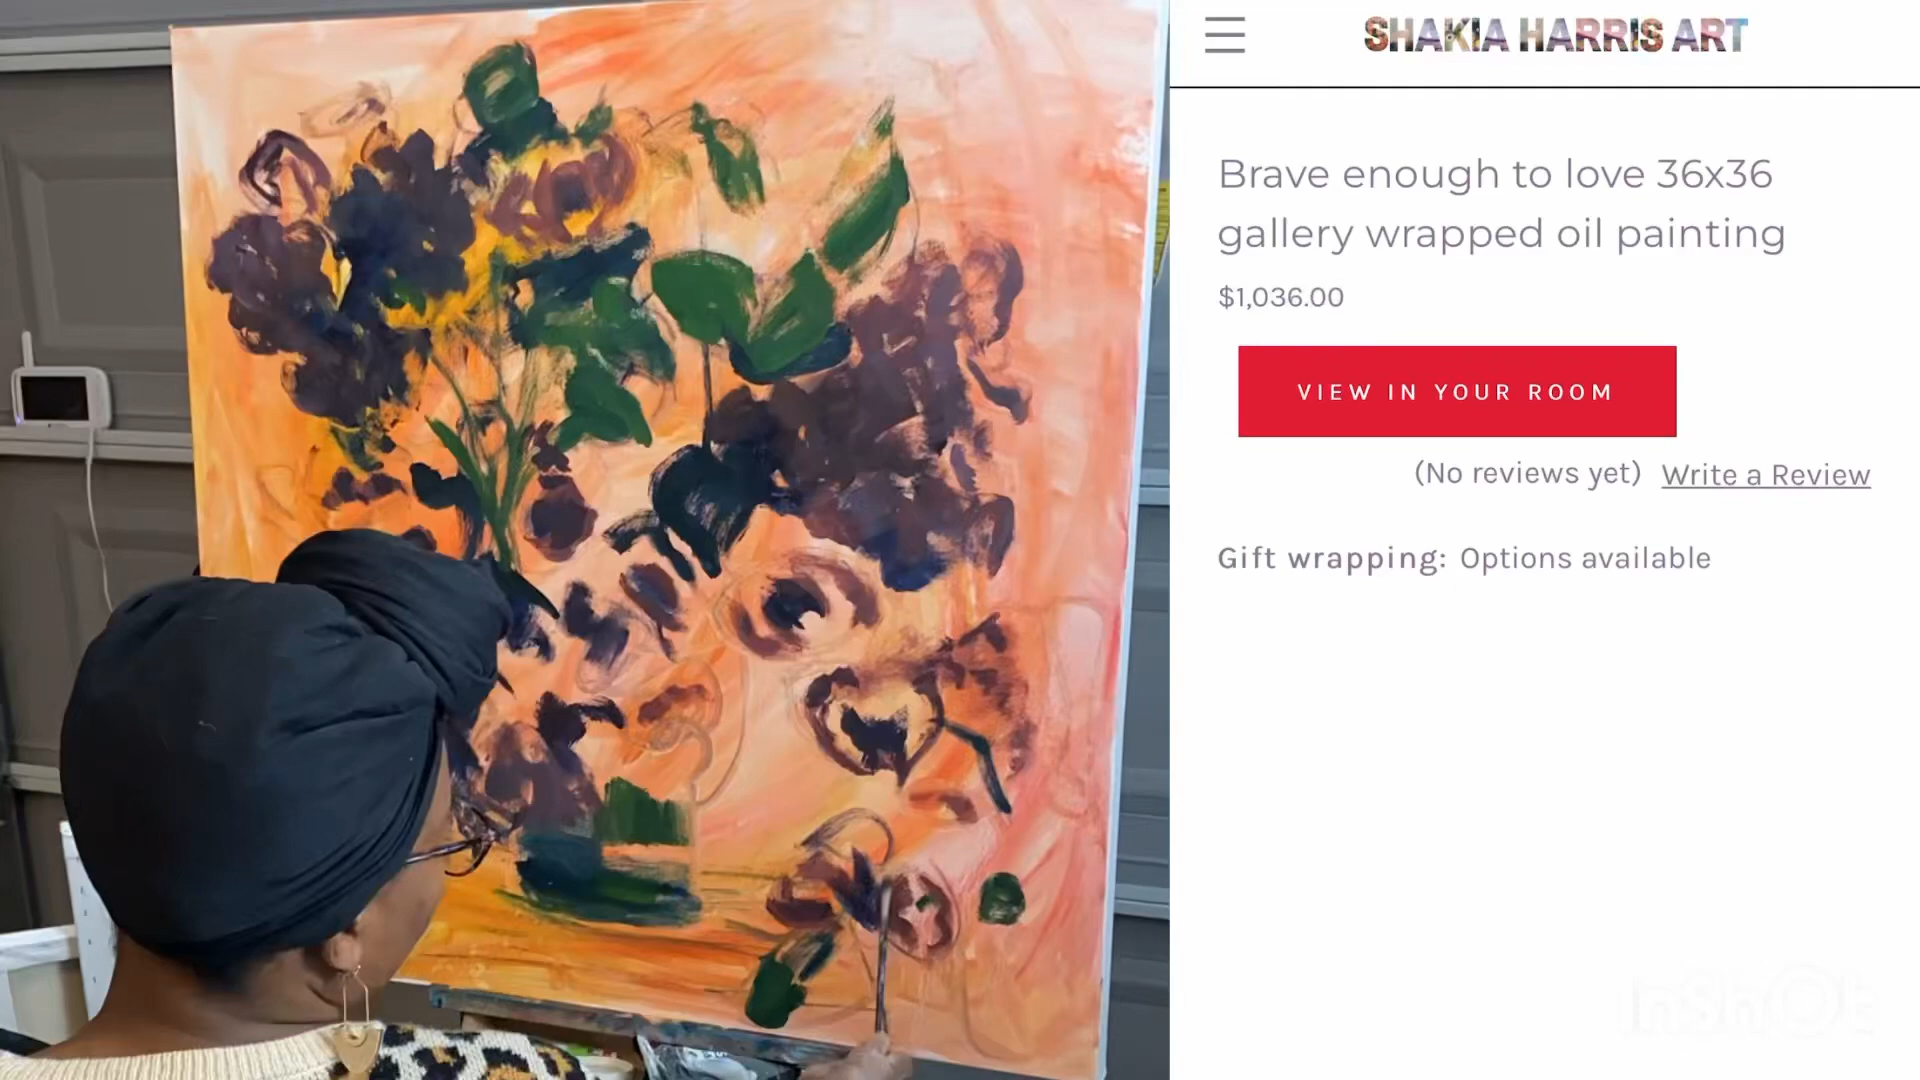 SHAKIA HARRIS ART
Brave enough to love 36x36
gallery wrapped oil painting
$1,036.00
VIEW IN YOUR ROOM
(No reviews yet) Write a Review
Gift wrapping: Options available
InShOt